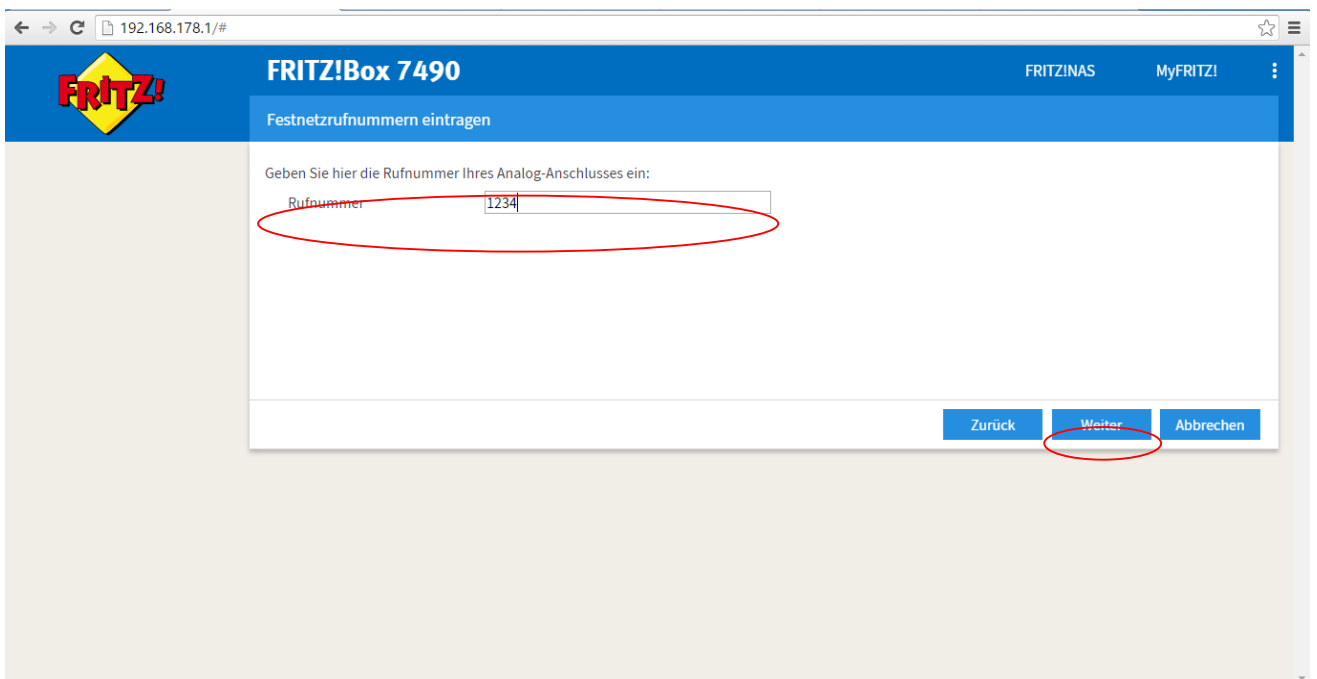 192.168.178.1/#
FRITZ!
FRITZ!Box 7490
FRITZ!NAS
MyFRITZ!
Festnetzrufnummern eintragen
Geben Sie hier die Rufnummer Ihres Analog-Anschlusses ein:
Rufnummer 1234
Zurück Weiter Abbrechen